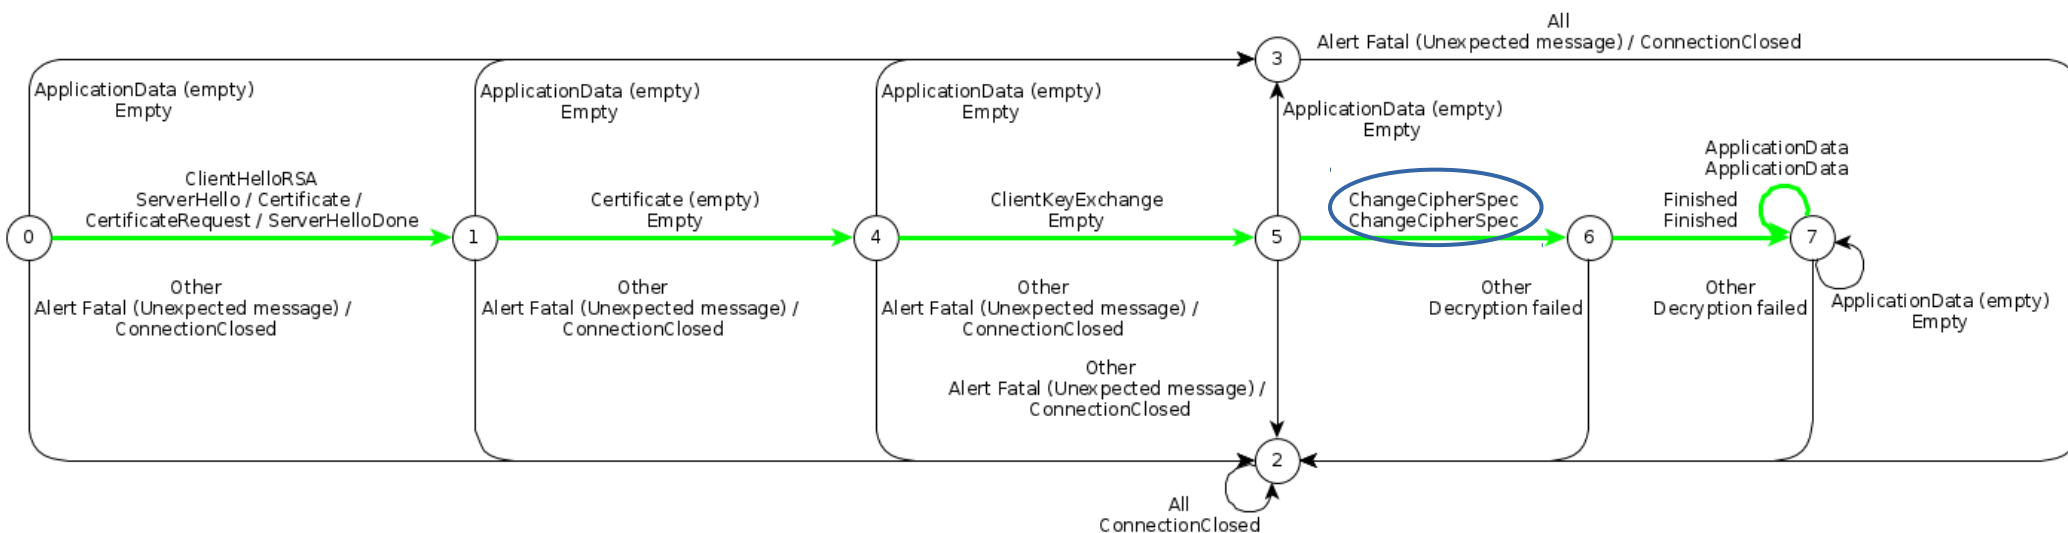 All
Alert Fatal (Unexpected message) / ConnectionClosed
3
ApplicationData (empty)
Empty
ApplicationData (empty)
Empty
ApplicationData (empty)
Empty
ApplicationData (empty)
Empty
ApplicationData
ApplicationData
ClientHelloRSA
ServerHello / Certificate /
CertificateRequest / ServerHelloDone
Certificate (empty)
Empty
ClientKeyExchange
Empty
ChangeCipherSpec
ChangeCipherSpec
Finished
Finished
0
1
4
5
6
7
Other
Alert Fatal (Unexpected message) /
ConnectionClosed
Other
Alert Fatal (Unexpected message) /
ConnectionClosed
Other
Alert Fatal (Unexpected message) /
ConnectionClosed
Other
Decryption failed
Other
Decryption failed
ApplicationData (empty)
Empty
Other
Alert Fatal (Unexpected message) /
ConnectionClosed
2
All
ConnectionClosed